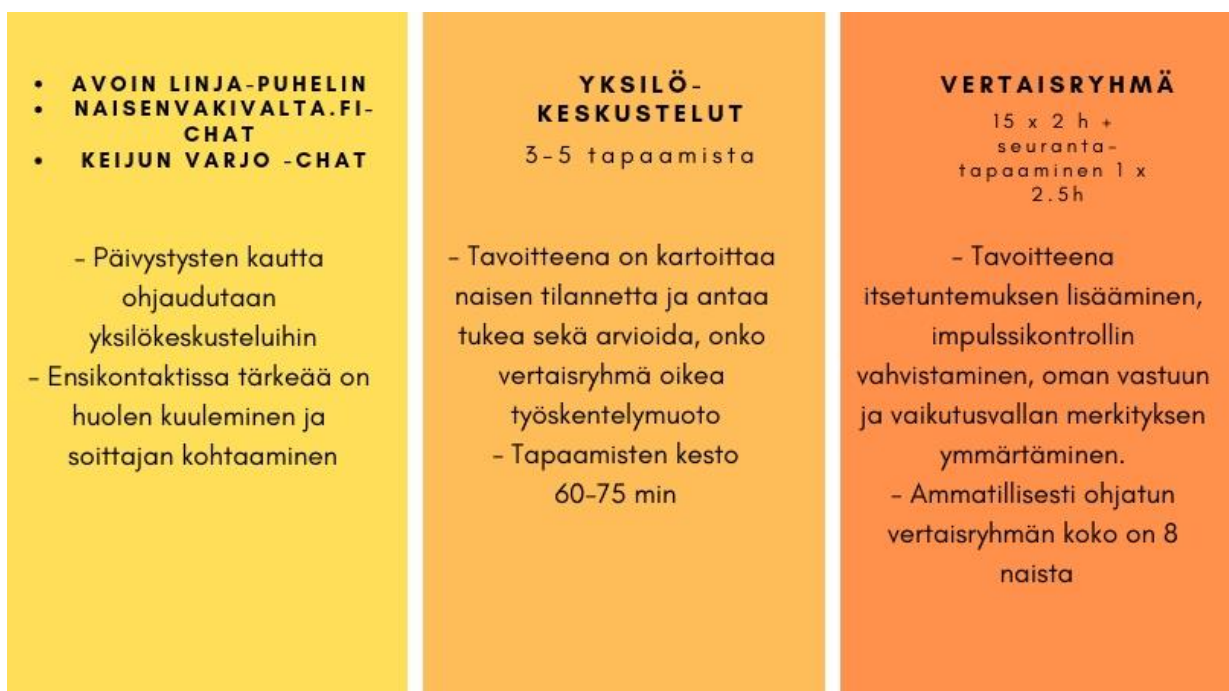 • AVOIN LINJA-PUHELIN
• NAISENVAKIVALTA.FI-
CHAT
• KEIJUN VARJO -CHAT
- Päivystysten kautta
ohjaudutaan
yksilökeskusteluihin
- Ensikontaktissa tärkeää on
huolen kuuleminen ja
soittajan kohtaaminen
YKSILÖ-
KESKUSTELUT
3-5 tapaamista
- Tavoitteena on kartoittaa
naisen tilannetta ja antaa
tukea sekä arvioida, onko
vertaisryhmä oikea
työskentelymuoto
- Tapaamisten kesto
60-75 min
VERTAISRYHMÄ
15 x 2 h +
seuranta-
tapaaminen 1 x
2.5h
- Tavoitteena
itsetuntemuksen lisääminen,
impulssikontrollin
vahvistaminen, oman vastuun
ja vaikutusvallan merkityksen
ymmärtäminen.
- Ammatillisesti ohjatun
vertaisryhmän koko on 8
naista